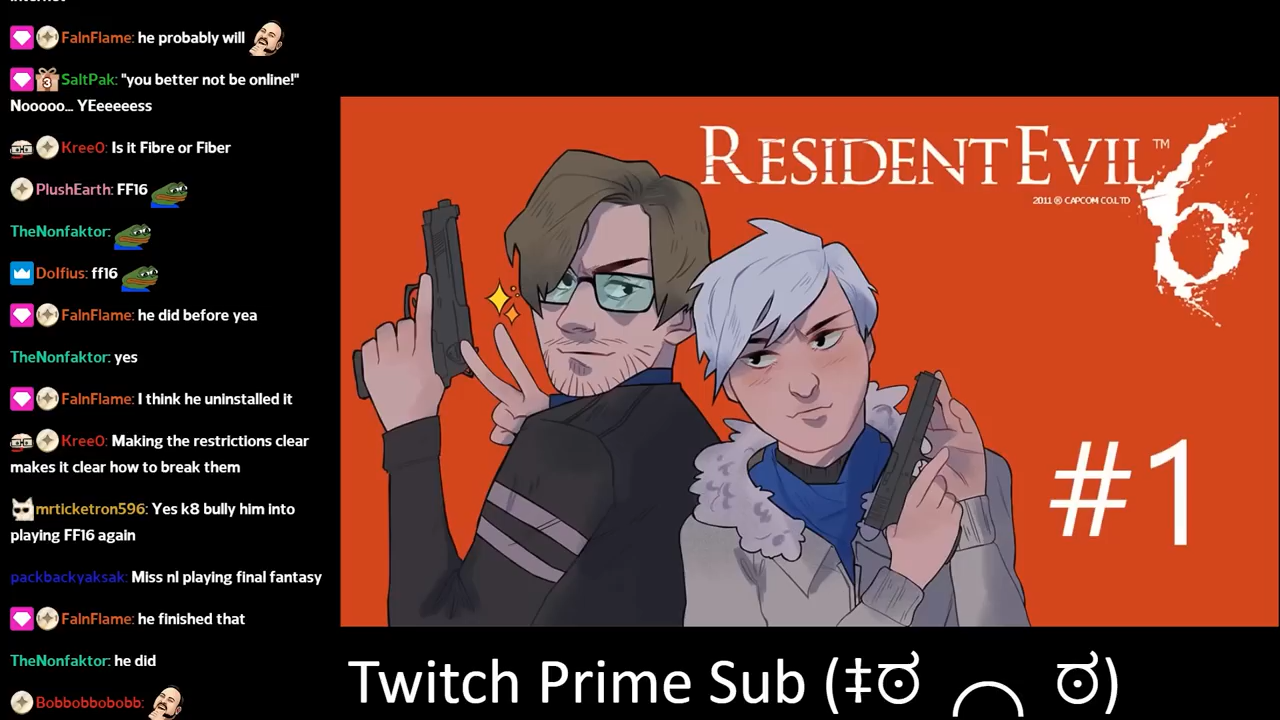 FalnFlame: he probably will
SaltPak: "you better not be online!"
Nooooo... YEeeeeess
KreeO: Is it Fibre or Fiber
PlushEarth: FF16
TheNonfaktor:
Dolfius: ff16
FalnFlame: he did before yea
TheNonfaktor: yes
FalnFlame: I think he uninstalled it
KreeO: Making the restrictions clear
makes it clear how to break them
mrticketron596: Yes k8 bully him into
playing FF16 again
packbackyaksak: Miss nl playing final fantasy
FalnFlame: he finished that
TheNonfaktor: he did
Bobbobbobobb:
RESIDENT EVIL™ 6
2011 ® CAPCOM CO.LTD
#1
Twitch Prime Sub (‡ಠ ╭╮ ಠ)